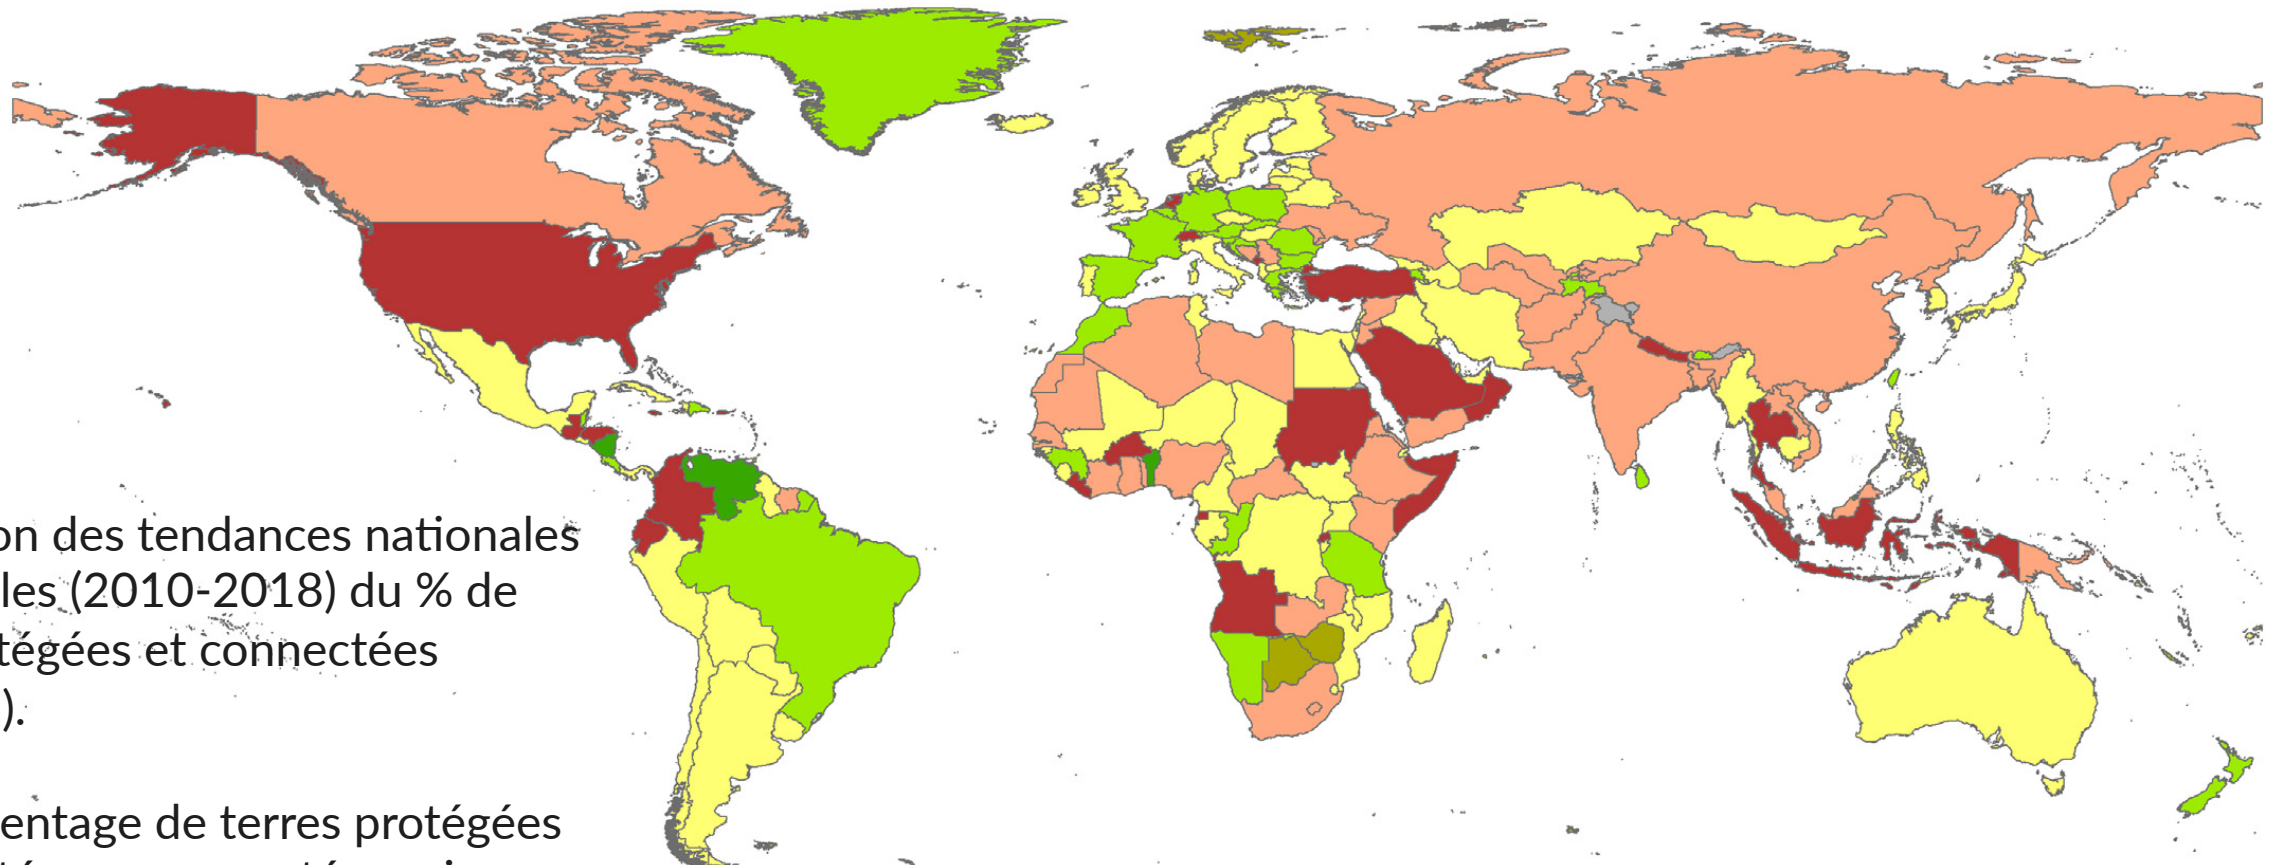 on des tendances nationales
les (2010-2018) du % de
tégées et connectées
).
entage de terres protégées